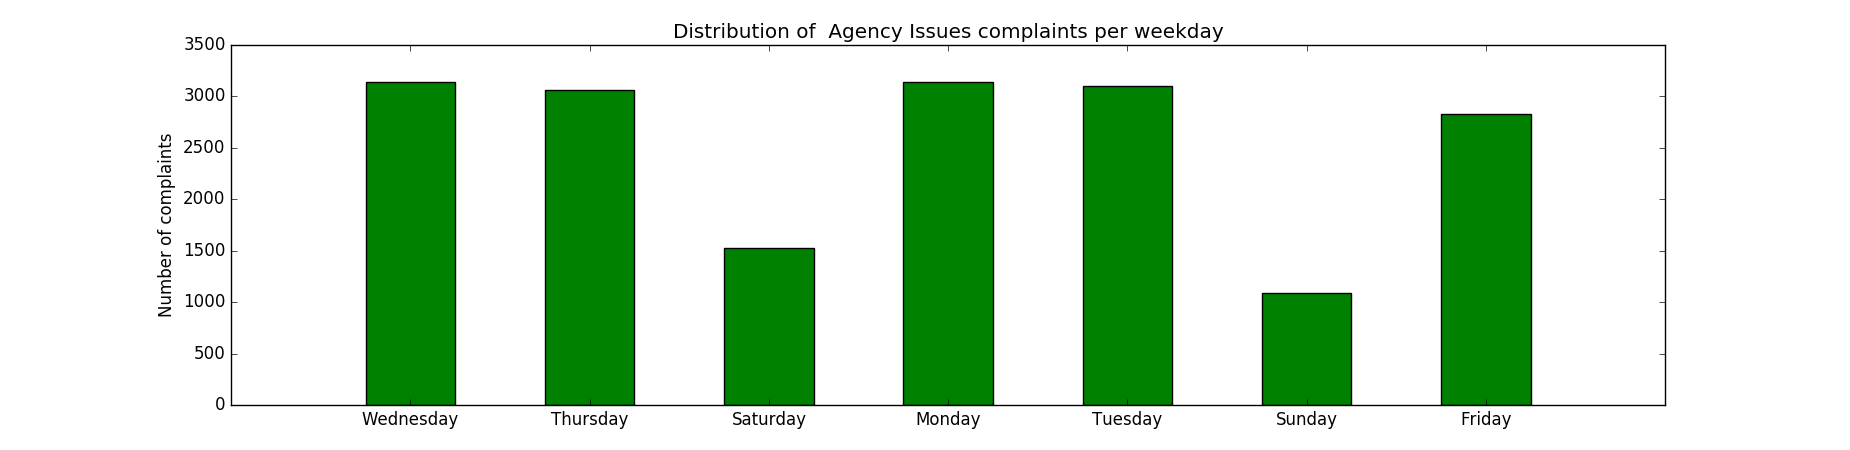 Distribution of  Agency Issues complaints per weekday
3500
3000
2500
2000
1500
1000
500
0
Number of complaints
Wednesday Thursday Saturday Monday Tuesday Sunday Friday